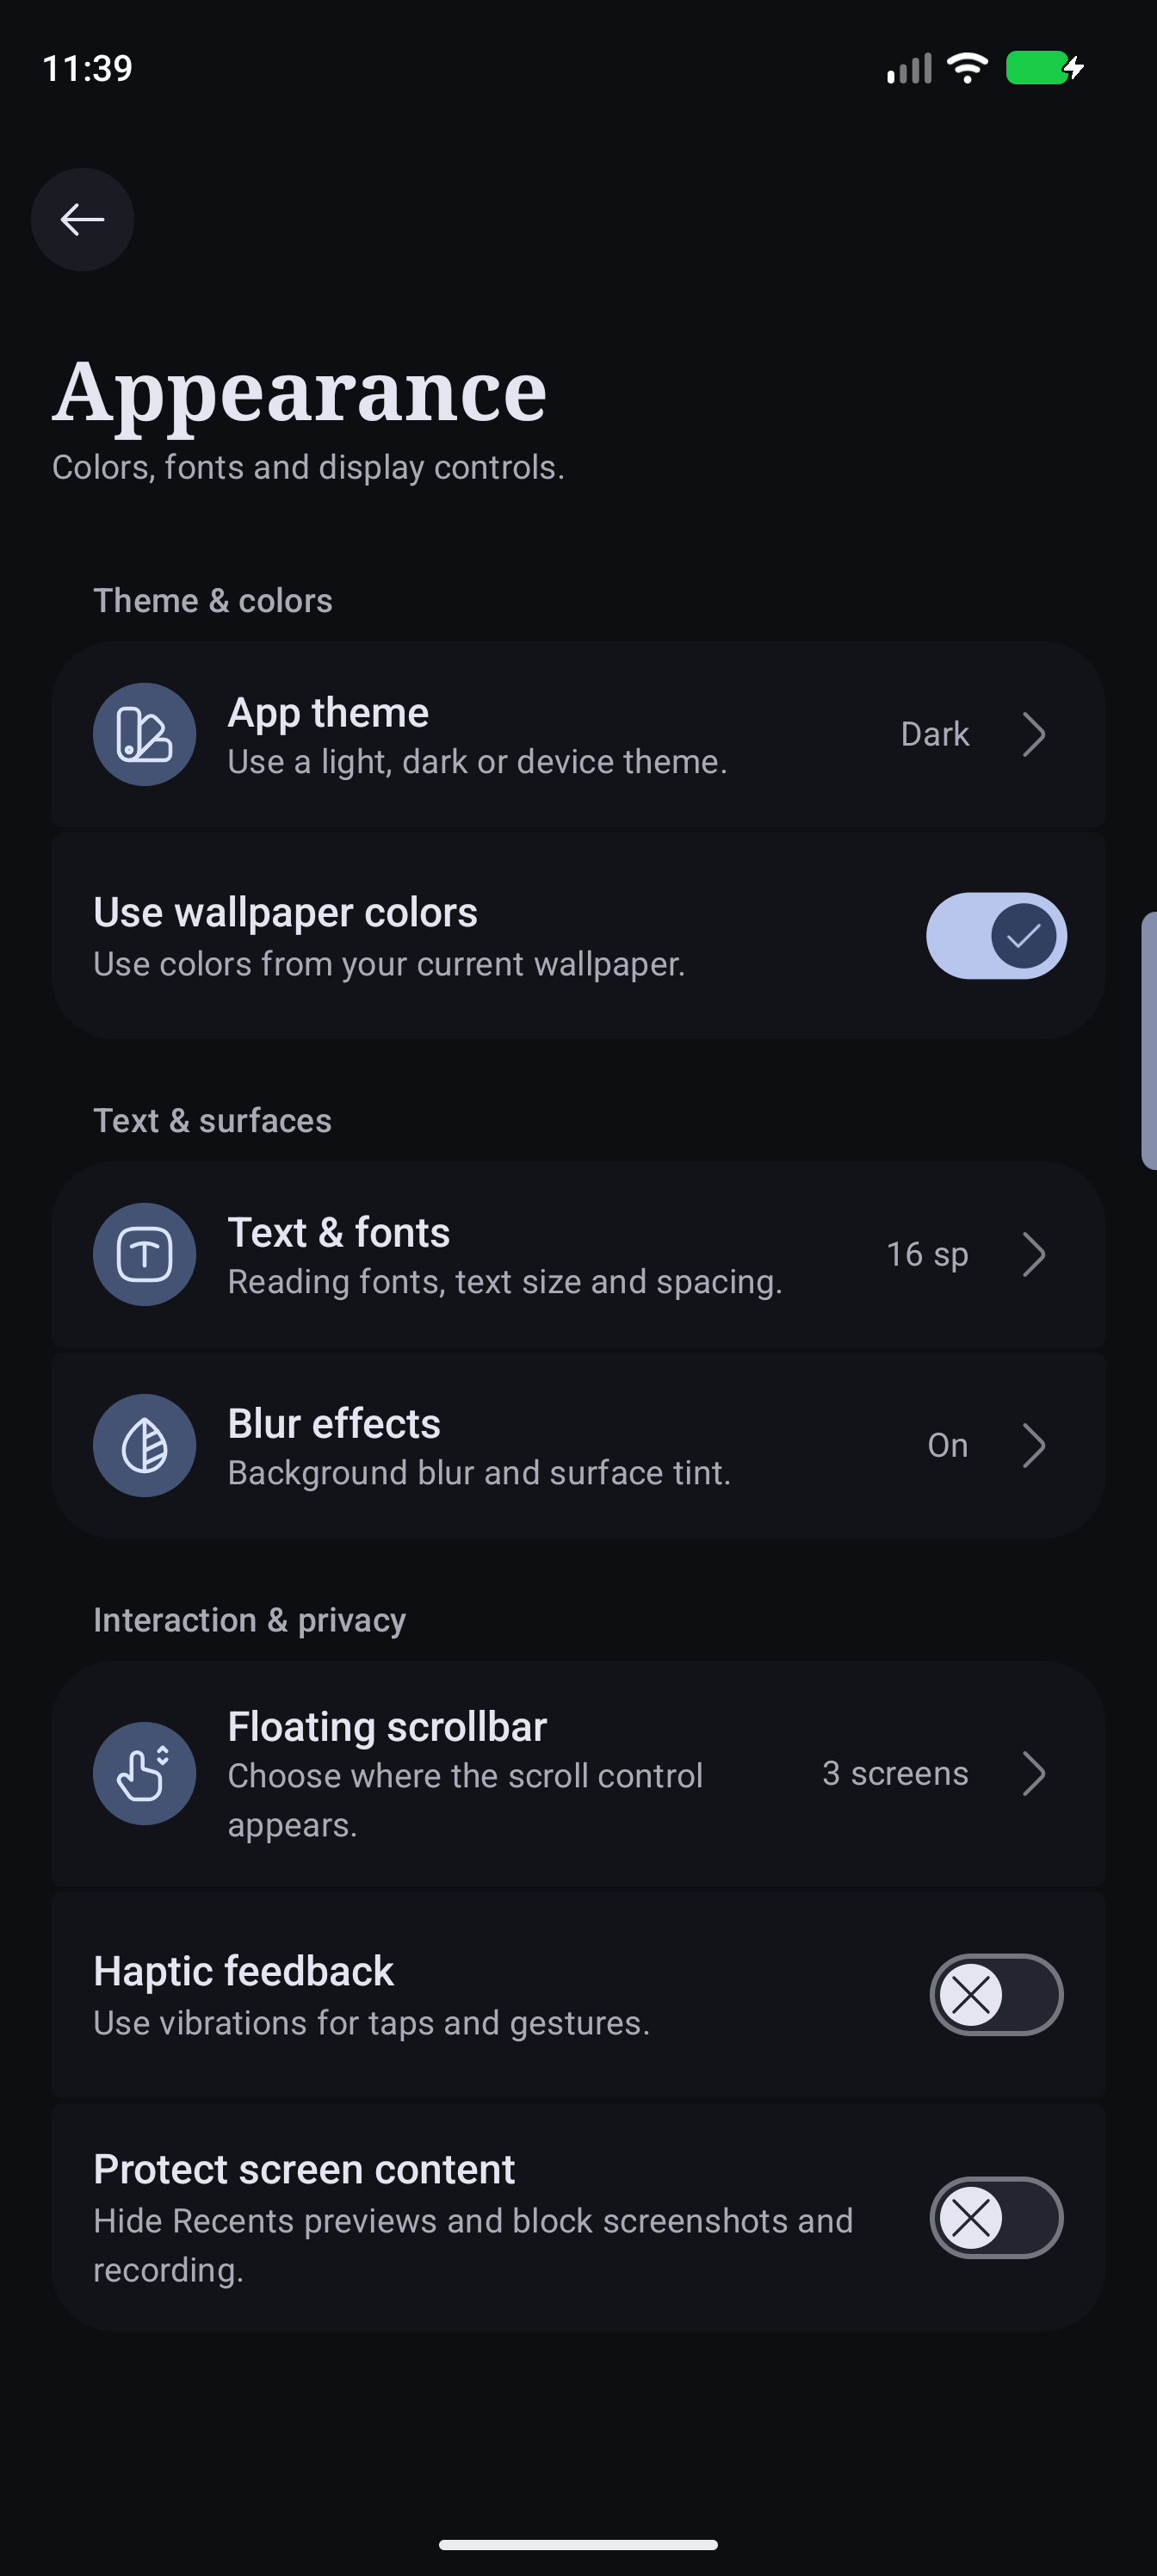 11:39
Appearance
Colors, fonts and display controls.
Theme & colors
App theme
Use a light, dark or device theme.
Dark
Use wallpaper colors
Use colors from your current wallpaper.
Text & surfaces
Text & fonts
Reading fonts, text size and spacing.
16 sp
Blur effects
Background blur and surface tint.
On
Interaction & privacy
Floating scrollbar
Choose where the scroll control
appears.
3 screens
Haptic feedback
Use vibrations for taps and gestures.
Protect screen content
Hide Recents previews and block screenshots and
recording.